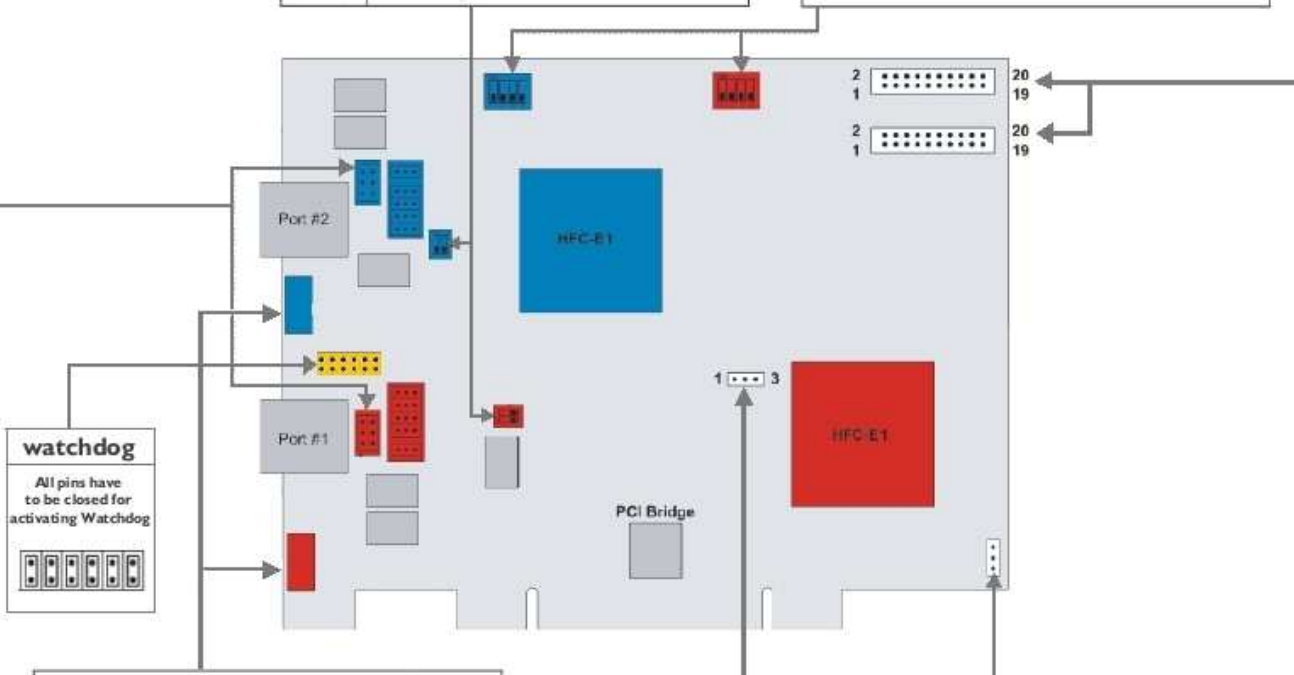 2
20
1
19
2
20
1
19
Port #2
HFC-E1
1
3
Port #1
HFC-E1
watchdog
All pins have
to be closed for
activating Watchdog
PCI Bridge